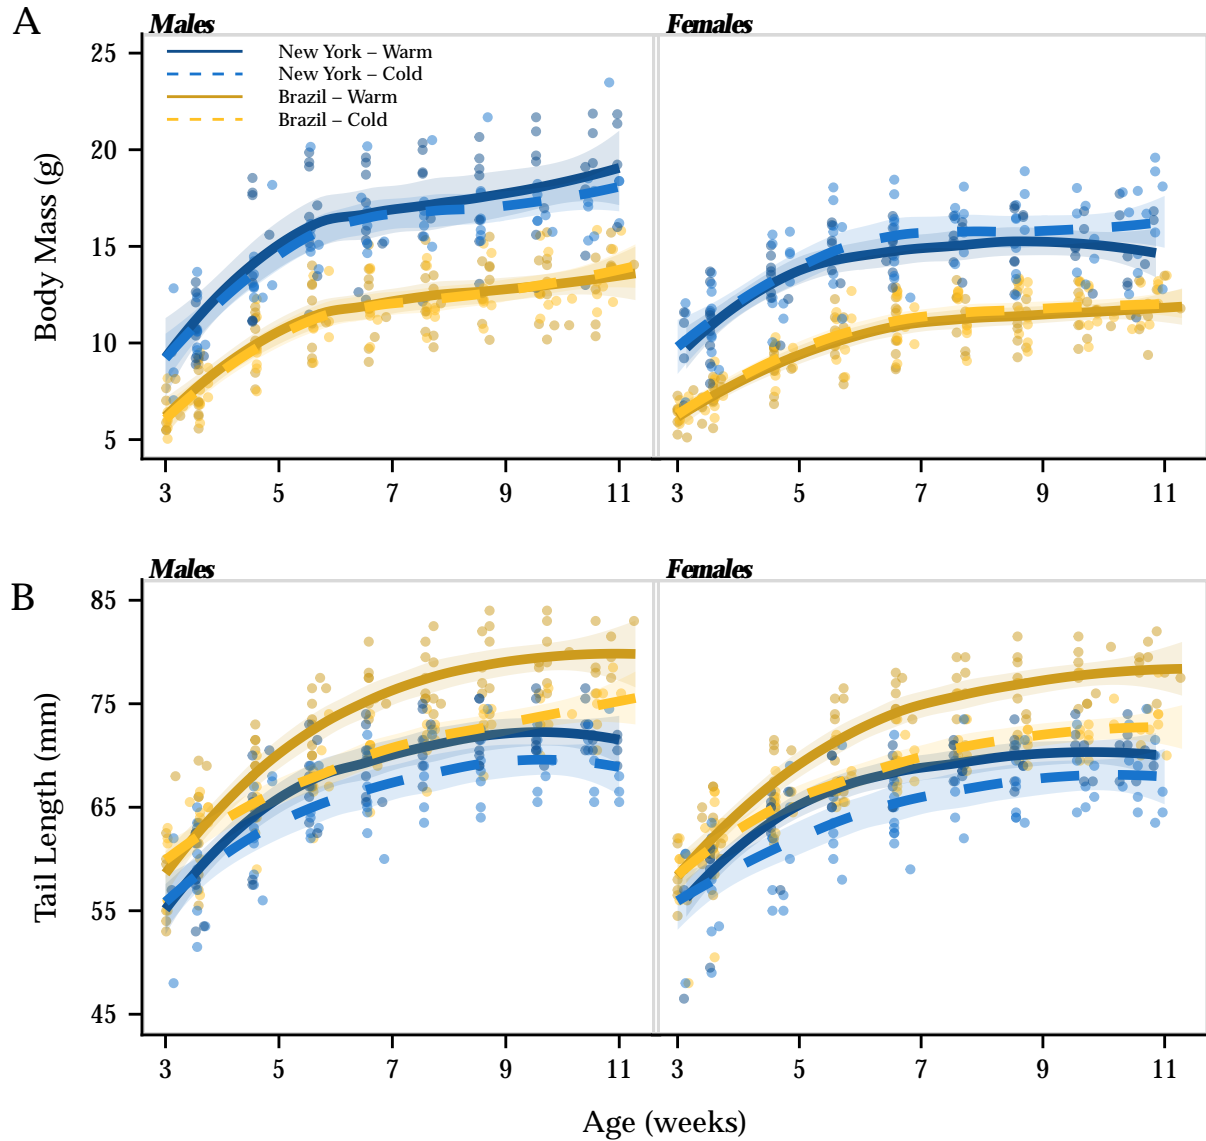 A
Males
Females
New York – Warm
New York – Cold
Brazil – Warm
Brazil – Cold
Body Mass (g)
25
20
15
10
5
3 5 7 9 11
3 5 7 9 11
B
Males
Females
Tail Length (mm)
85
75
65
55
45
3 5 7 9 11
3 5 7 9 11
Age (weeks)